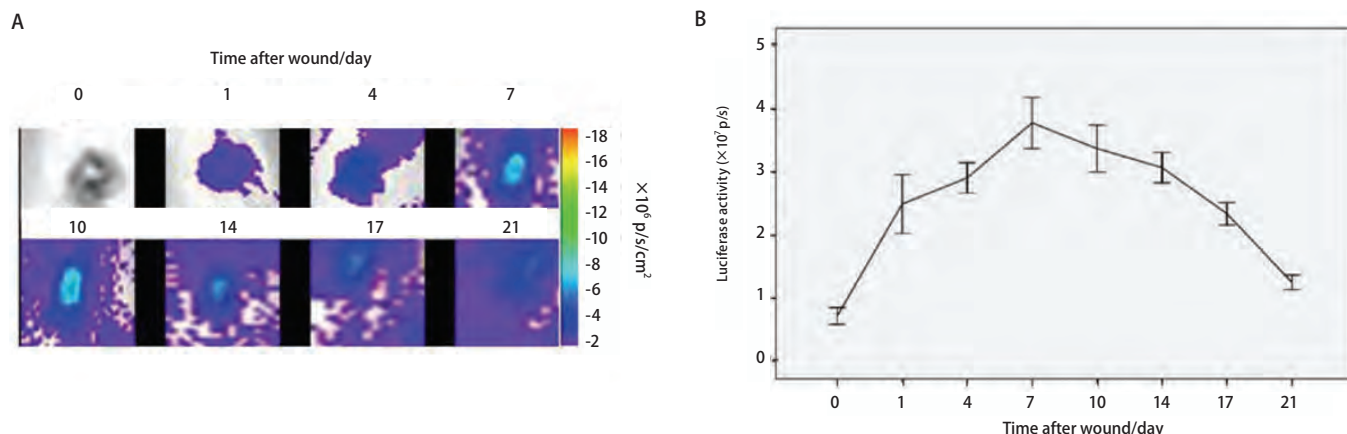 A
Time after wound/day
0 1 4 7
10 14 17 21
-18
-16
-14
-12
-10
-8
-6
-4
-2
×10⁶ p/s/cm²
B
Luciferase activity (×10⁷ p/s)
5
4
3
2
1
0
0 1 4 7 10 14 17 21
Time after wound/day